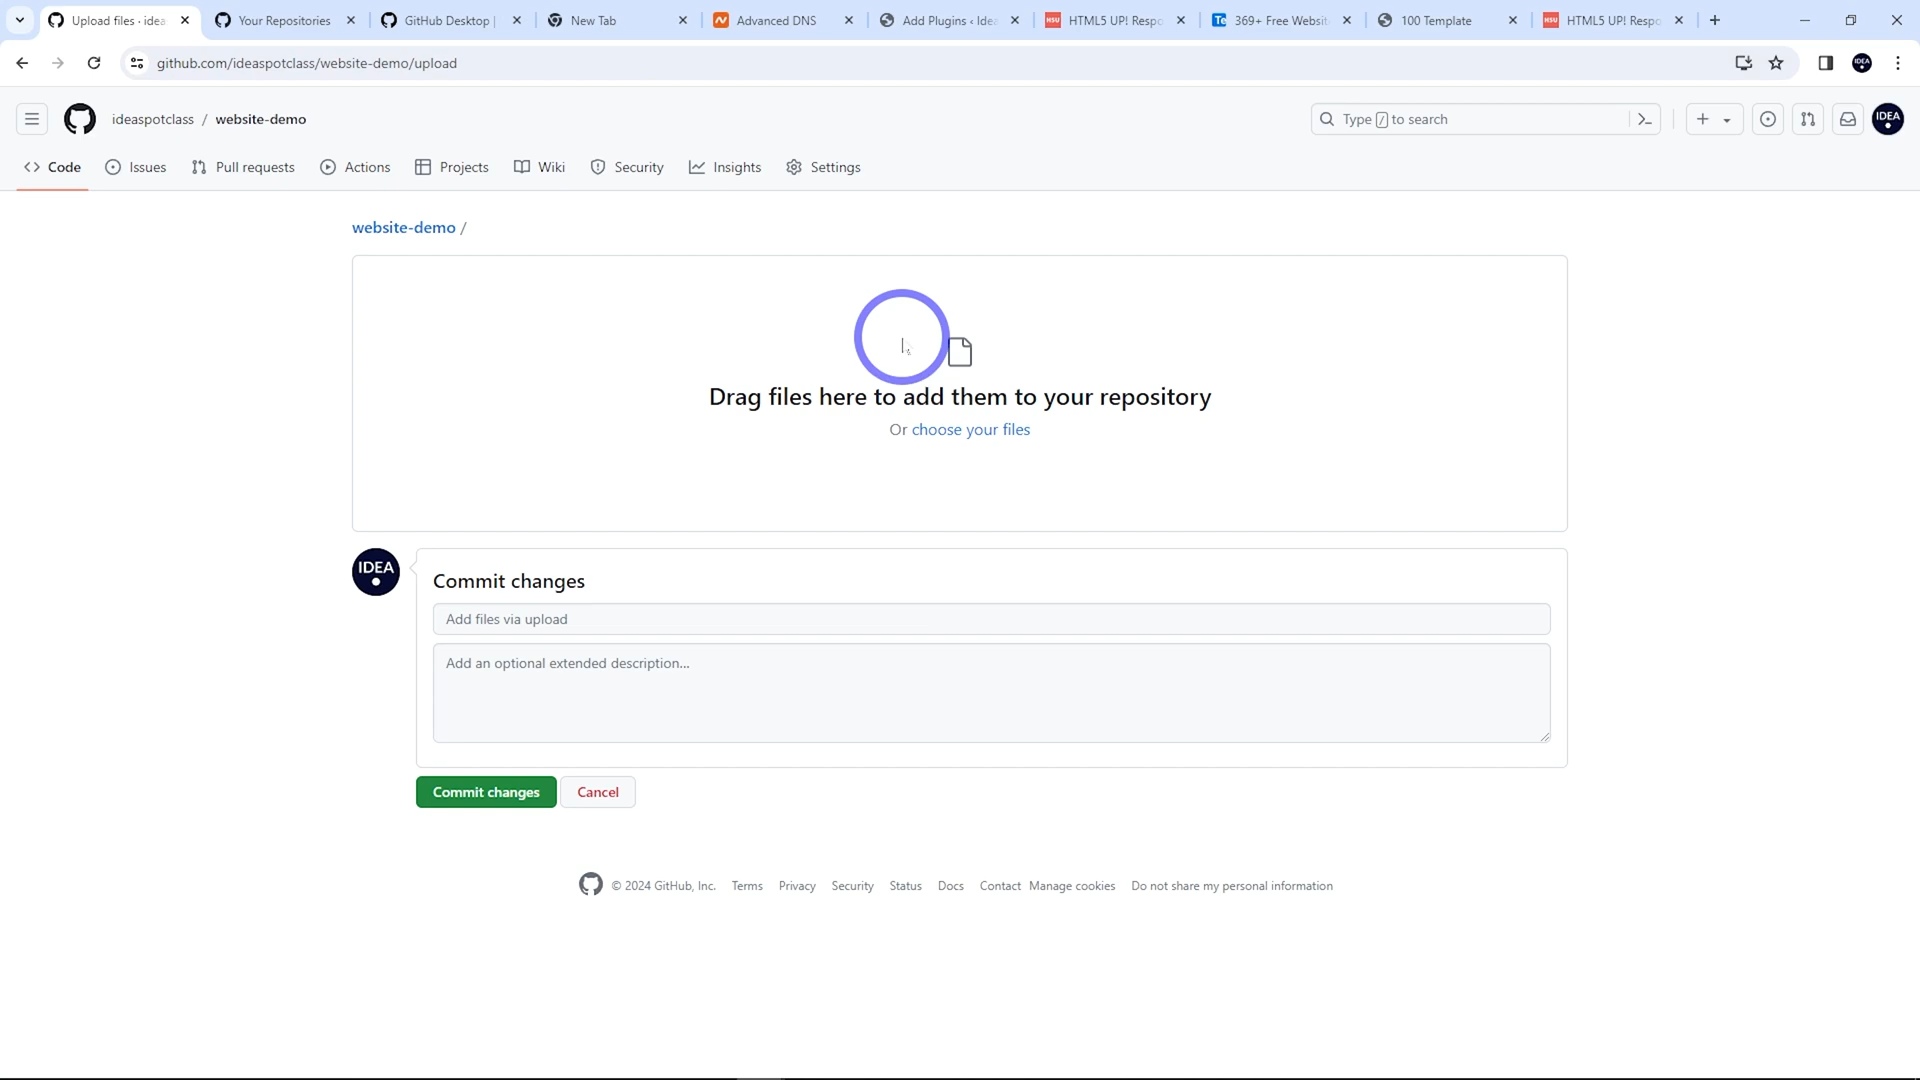 Upload files · idea
Your Repositories
GitHub Desktop |
New Tab
Advanced DNS
Add Plugins ‹ Idea
HTML5 UP! Respo
369+ Free Websit
100 Template
HTML5 UP! Respo
github.com/ideaspotclass/website-demo/upload
IDEA
ideaspotclass / website-demo
Type / to search
IDEA
Code
Issues
Pull requests
Actions
Projects
Wiki
Security
Insights
Settings
website-demo /
Drag files here to add them to your repository
Or choose your files
IDEA
Commit changes
Add files via upload
Add an optional extended description...
Commit changes
Cancel
© 2024 GitHub, Inc.
Terms
Privacy
Security
Status
Docs
Contact
Manage cookies
Do not share my personal information